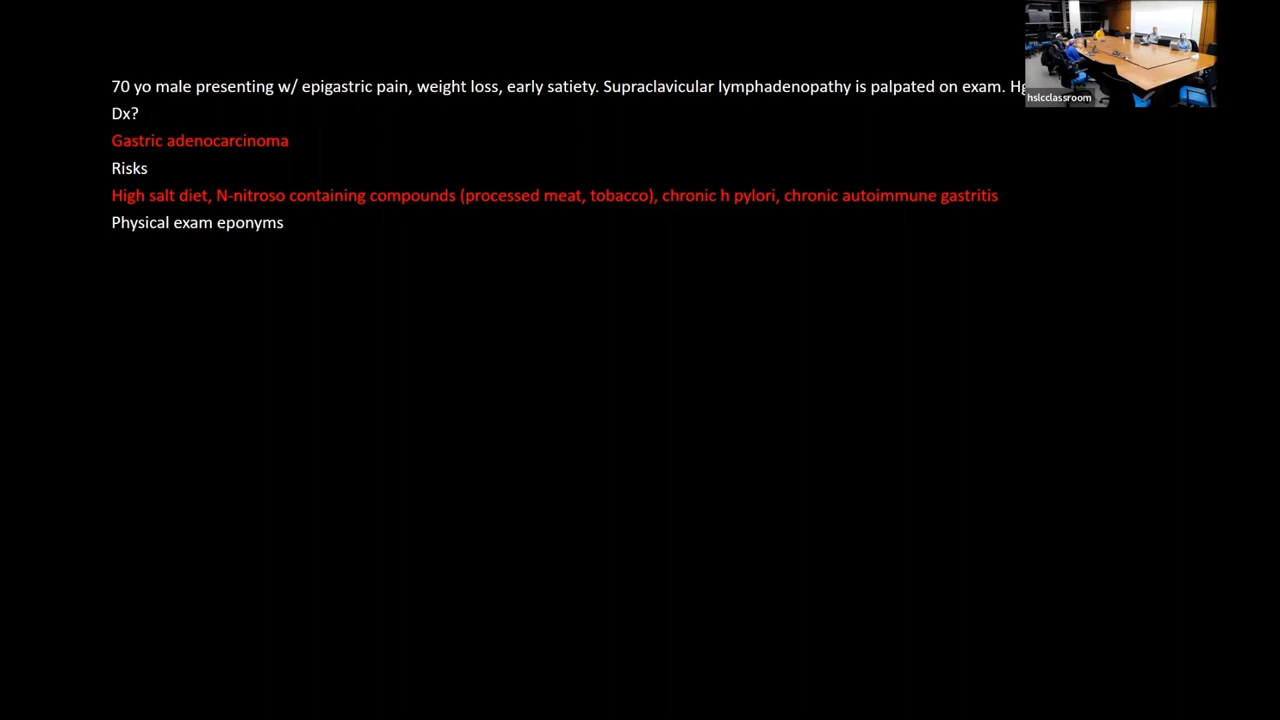 70 yo male presenting w/ epigastric pain, weight loss, early satiety. Supraclavicular lymphadenopathy is palpated on exam.
Dx?
Gastric adenocarcinoma
Risks
High salt diet, N-nitroso containing compounds (processed meat, tobacco), chronic h pylori, chronic autoimmune gastritis
Physical exam eponyms
hslcclassroom